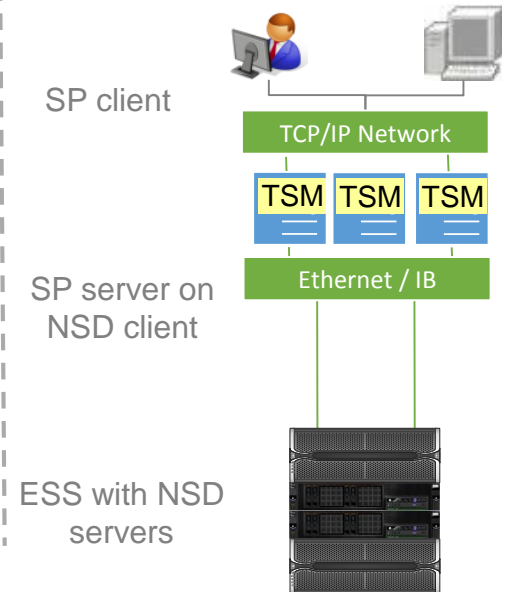 SP client
TCP/IP Network
TSM TSM TSM
SP server on
NSD client
Ethernet / IB
ESS with NSD
servers